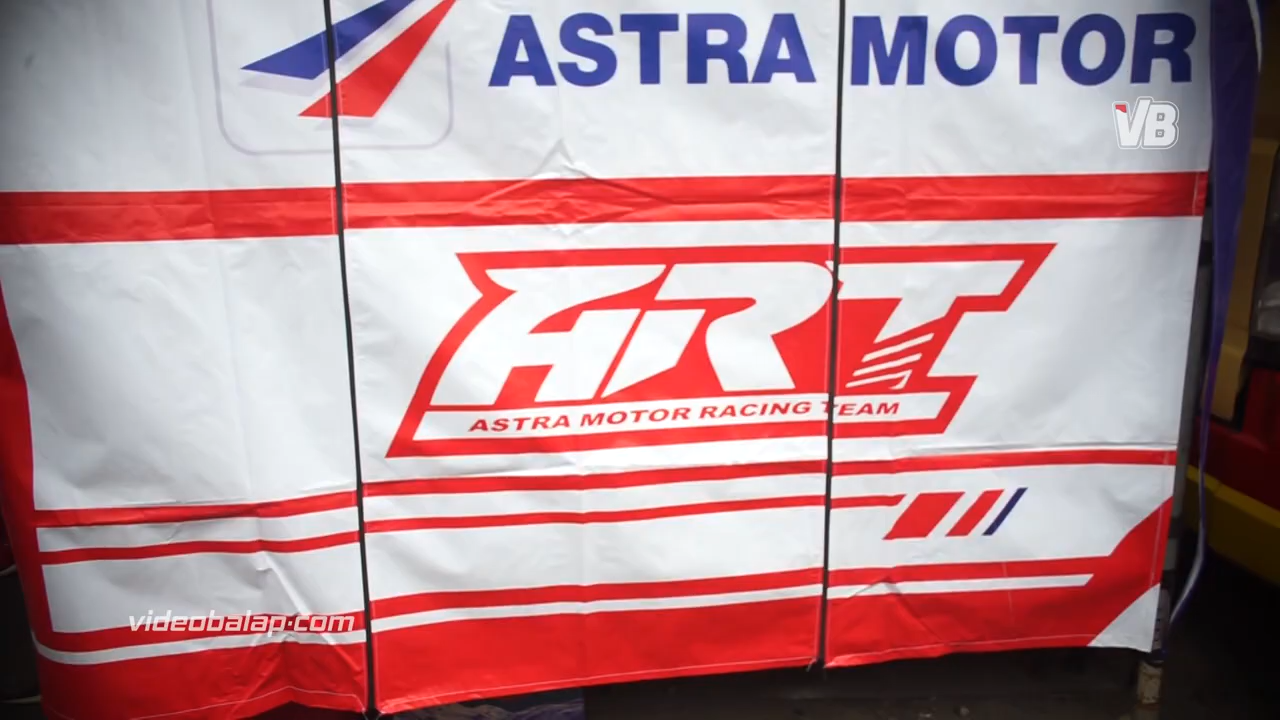 ASTRA MOTOR
VB
ART
ASTRA MOTOR RACING TEAM
videobalap.com